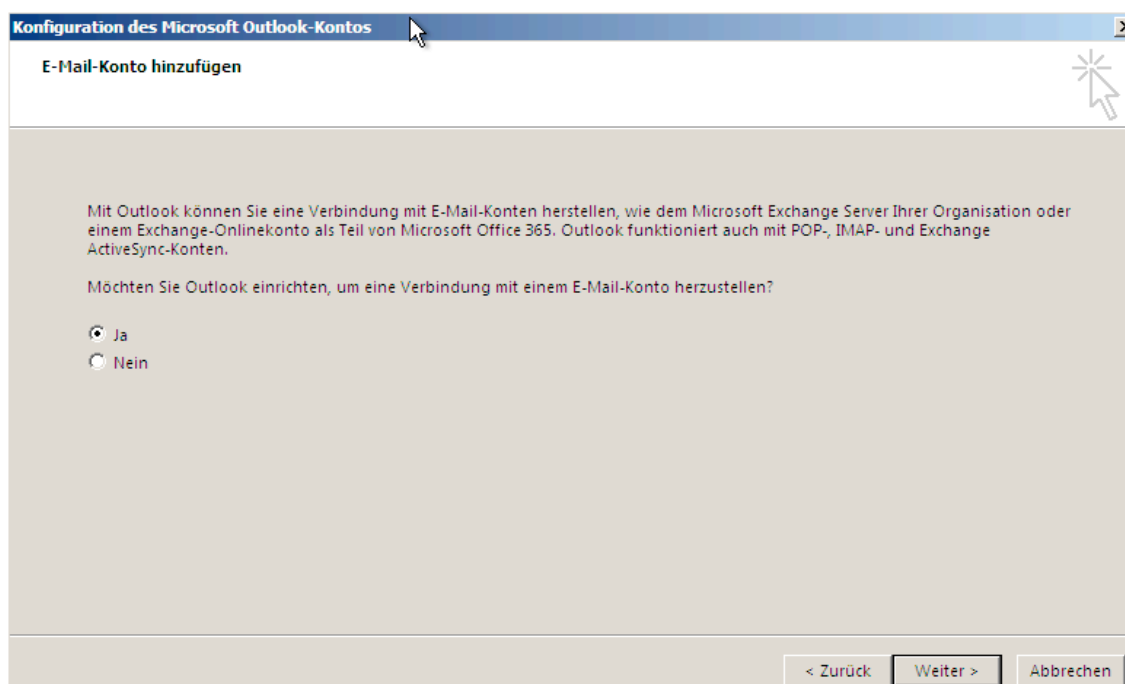 Konfiguration des Microsoft Outlook-Kontos
E-Mail-Konto hinzufügen
Mit Outlook können Sie eine Verbindung mit E-Mail-Konten herstellen, wie dem Microsoft Exchange Server Ihrer Organisation oder
einem Exchange-Onlinekonto als Teil von Microsoft Office 365. Outlook funktioniert auch mit POP-, IMAP- und Exchange
ActiveSync-Konten.
Möchten Sie Outlook einrichten, um eine Verbindung mit einem E-Mail-Konto herzustellen?
Ja
Nein
< Zurück Weiter > Abbrechen